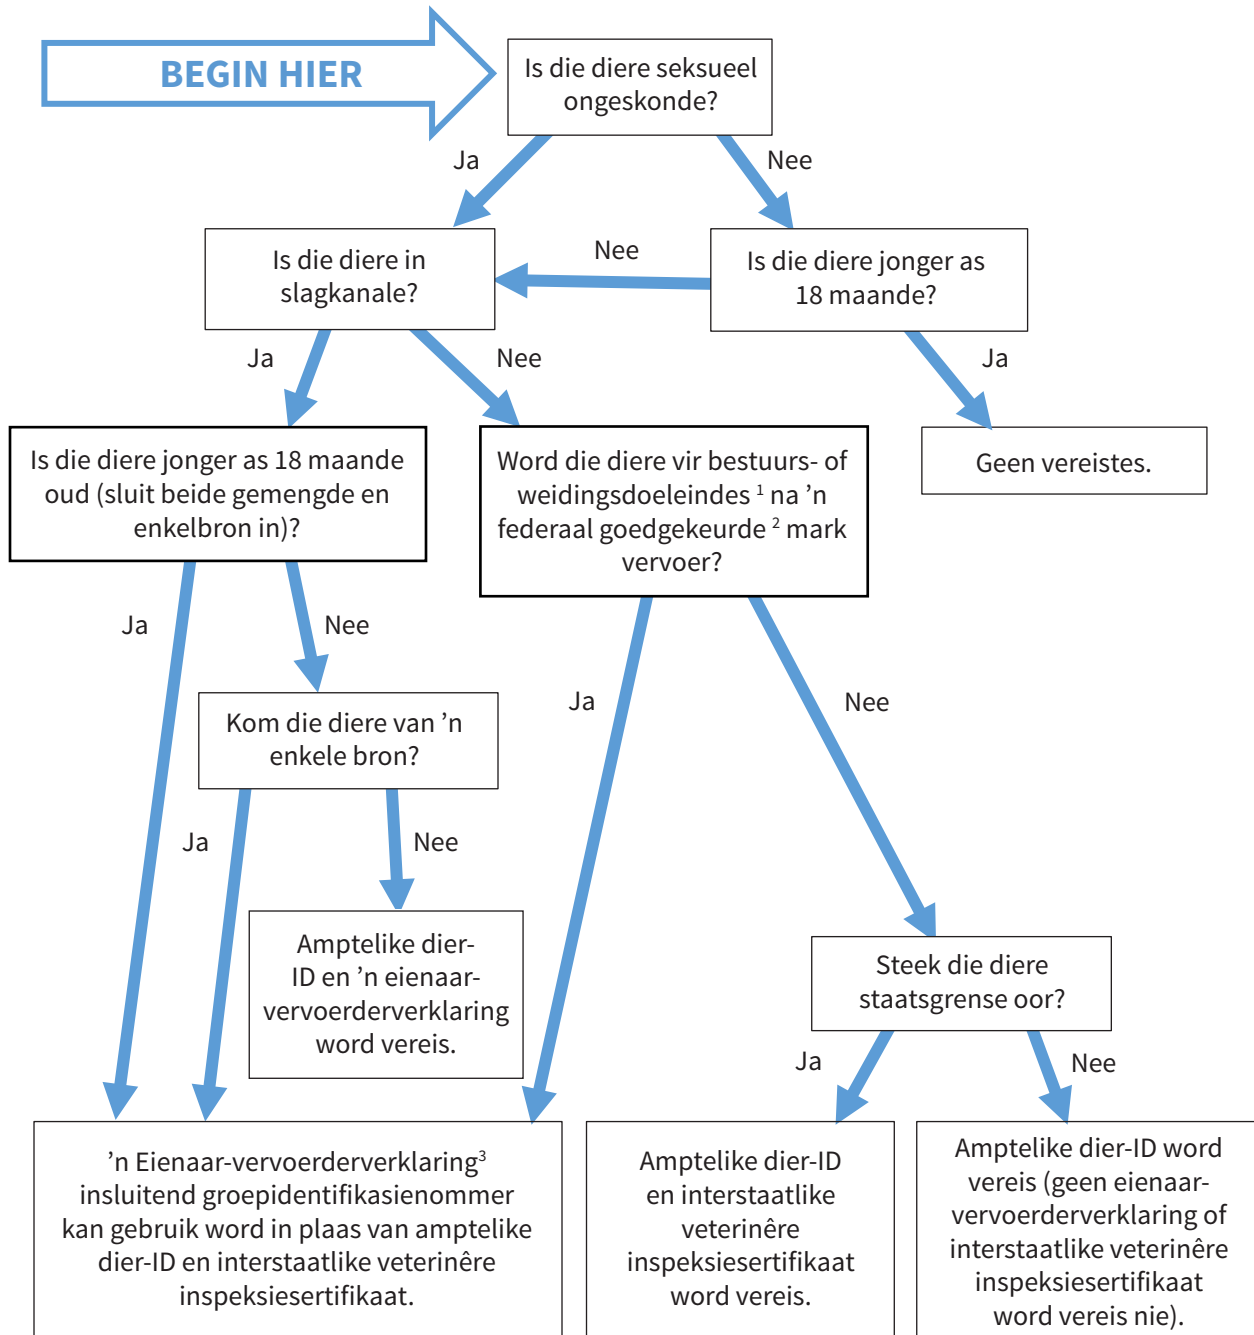 BEGIN HIER
Is die diere seksueel
ongeskonde?
Ja
Nee
Is die diere in
slagkanale?
Nee
Is die diere jonger as
18 maande?
Ja
Nee
Ja
Is die diere jonger as 18 maande
oud (sluit beide gemengde en
enkelbron in)?
Word die diere vir bestuurs- of
weidingsdoeleindes ¹ na ’n
federaal goedgekeurde ² mark
vervoer?
Geen vereistes.
Ja
Nee
Ja
Nee
Kom die diere van ’n
enkele bron?
Ja
Nee
Amptelike dier-
ID en ’n eienaar-
vervoerderverklaring
word vereis.
Steek die diere
staatsgrense oor?
Ja
Nee
’n Eienaar-vervoerderverklaring³
insluitend groepidentifikasienommer
kan gebruik word in plaas van amptelike
dier-ID en interstaatlike veterinêre
inspeksiesertifikaat.
Amptelike dier-ID
en interstaatlike
veterinêre
inspeksiesertifikaat
word vereis.
Amptelike dier-ID word
vereis (geen eienaar-
vervoerderverklaring of
interstaatlike veterinêre
inspeksiesertifikaat
word vereis nie).